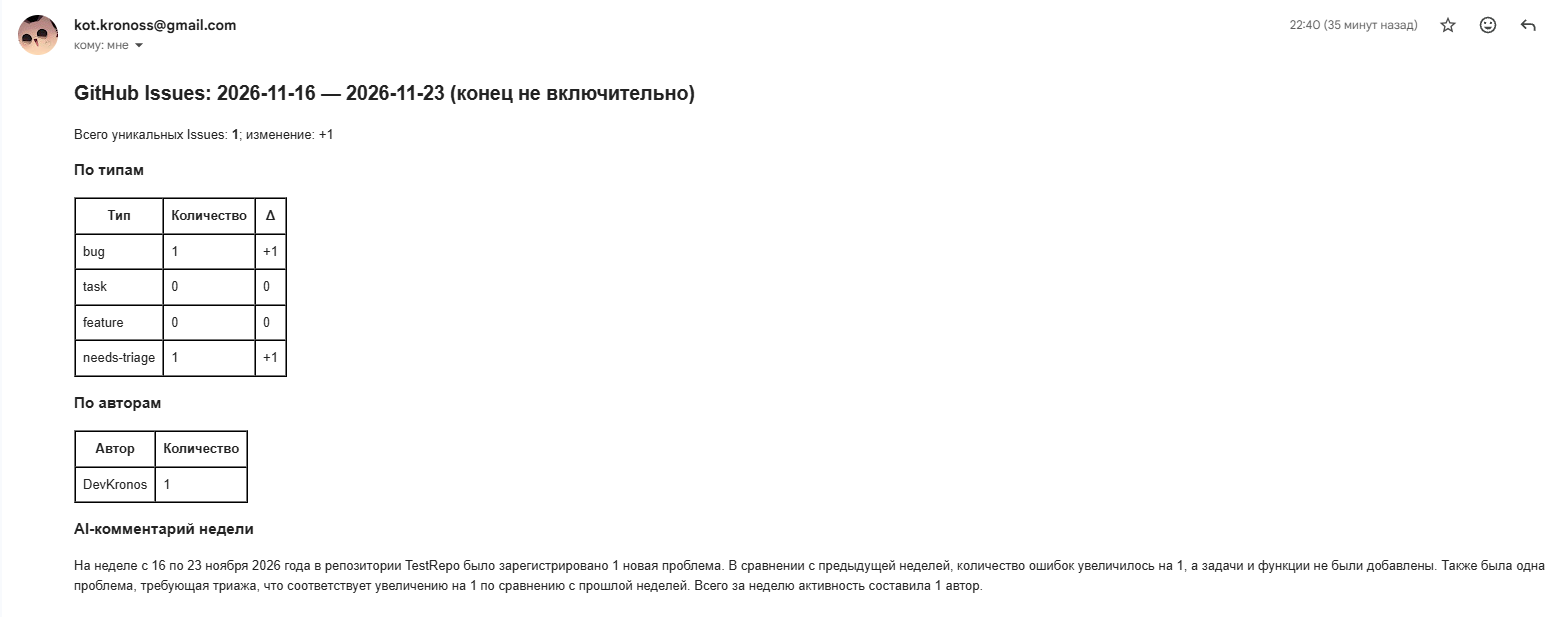 kot.kronoss@gmail.com
22:40 (35 минут назад)
кому: мне
GitHub Issues: 2026-11-16 — 2026-11-23 (конец не включительно)
Всего уникальных Issues: 1; изменение: +1
По типам
Тип Количество Δ
bug 1 +1
task 0 0
feature 0 0
needs-triage 1 +1
По авторам
Автор Количество
DevKronos 1
AI-комментарий недели
На неделе с 16 по 23 ноября 2026 года в репозитории TestRepo было зарегистрировано 1 новая проблема. В сравнении с предыдущей неделей, количество ошибок увеличилось на 1, а задачи и функции не были добавлены. Также была одна
проблема, требующая триажа, что соответствует увеличению на 1 по сравнению с прошлой неделей. Всего за неделю активность составила 1 автор.